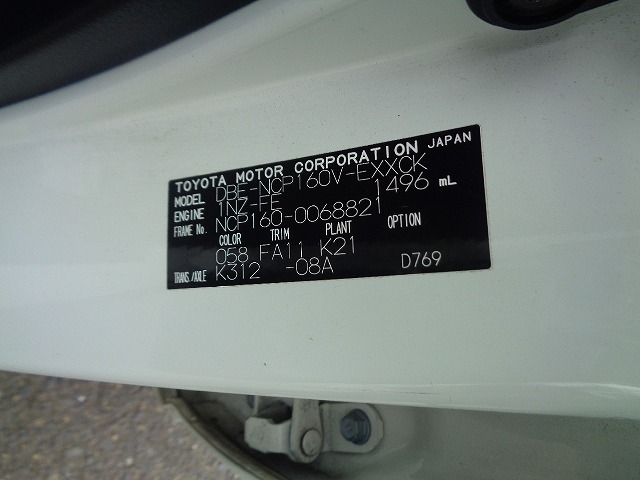 TOYOTA MOTOR CORPORATION JAPAN
MODEL DBE-NCP160V-EXXCK
ENGINE 1NZ-FE 1496 mL
FRAME No. NCP160-0068821
COLOR TRIM PLANT OPTION
058 FA11 K21
TRANS./AXLE K312 -08A D769